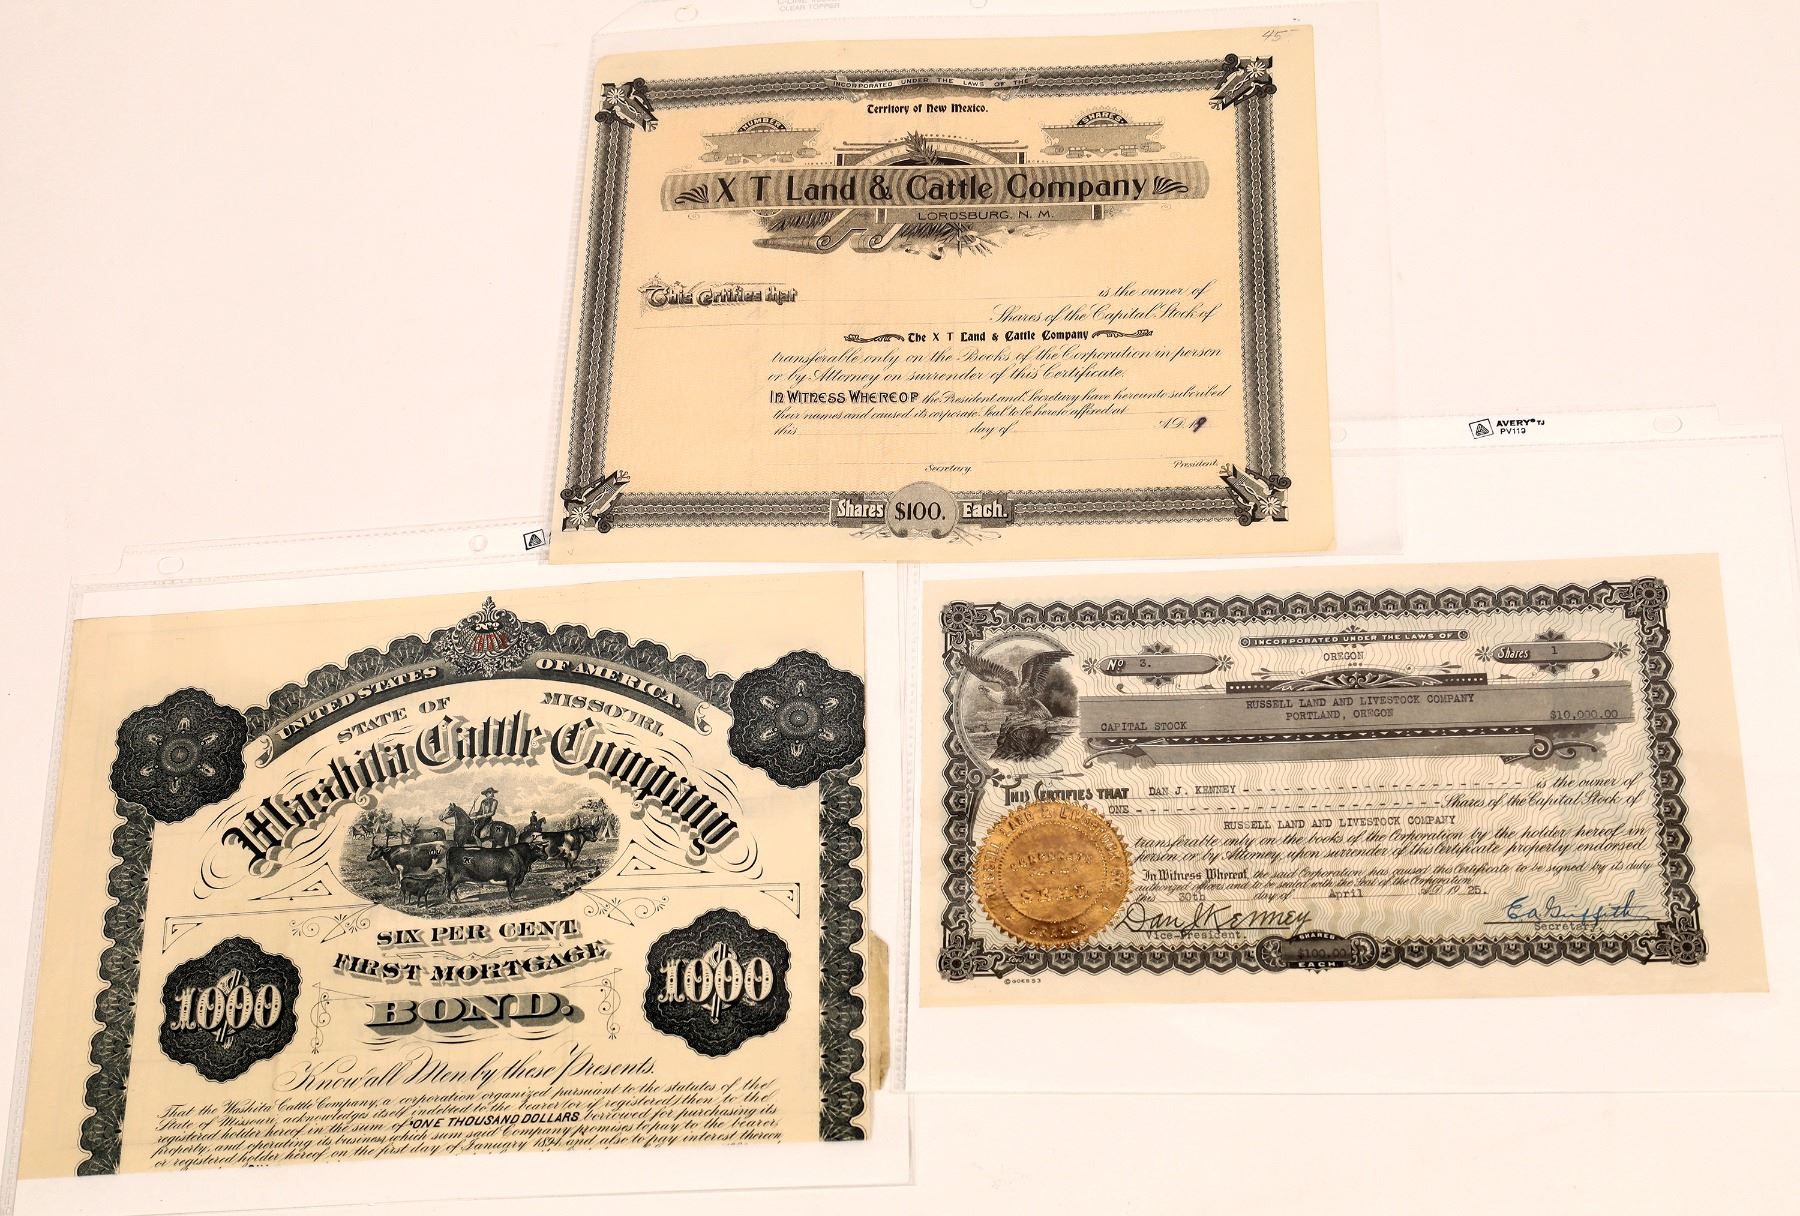 CLEAR TOPPER
45
INCORPORATED UNDER THE LAWS OF THE
Territory of New Mexico.
NUMBER
SHARES
X T Land & Cattle Company
LORDSBURG, N. M.
This Certifies that
is the owner of
Shares of the Capital Stock of
The X T Land & Cattle Company
transferable only on the Books of the Corporation in person
or by Attorney on surrender of this Certificate.
IN WITNESS WHEREOF the President and Secretary have hereunto subcribed
their names and caused its corporate Seal to be hereto affixed at
this day of A.D. 19
Secretary. President.
Shares $100. Each.
AVERY® TJ
PV119
UNITED STATES OF AMERICA.
STATE OF MISSOURI.
Washita Cattle Company
SIX PER CENT.
FIRST MORTGAGE
BOND.
1000 1000
Know all Men by these Presents.
That the Washita Cattle Company, a corporation organized pursuant to the statutes of the
State of Missouri, acknowledges itself indebted to the bearer (or if registered) then to the
registered holder hereof in the sum of ONE THOUSAND DOLLARS borrowed for purchasing its
property, and operating its business, which sum said Company promises to pay to the bearer,
or registered holder hereof on the first day of January 1894 and also to pay interest thereon
INCORPORATED UNDER THE LAWS OF
OREGON
No 3.
Shares 1
RUSSELL LAND AND LIVESTOCK COMPANY
PORTLAND, OREGON
CAPITAL STOCK $10,000.00
THIS CERTIFIES THAT DAN J. KENNEY - - - - - - - - - - - - - - - - is the owner of
ONE - - - - - - - - - - - - - - - - - - - - - - Shares of the Capital Stock of
RUSSELL LAND AND LIVESTOCK COMPANY
transferable only on the books of the Corporation by the holder hereof in
person or by Attorney upon surrender of this Certificate properly endorsed.
In Witness Whereof, the said Corporation has caused this Certificate to be signed by its duly
authorized officers and to be sealed with the Seal of the Corporation
this 30th day of April A.D. 19 25.
Dan J Kenney
Vice-President.
Secretary.
SHARES
$100.00
EACH
© GOES 53
CORPORATE
SEAL